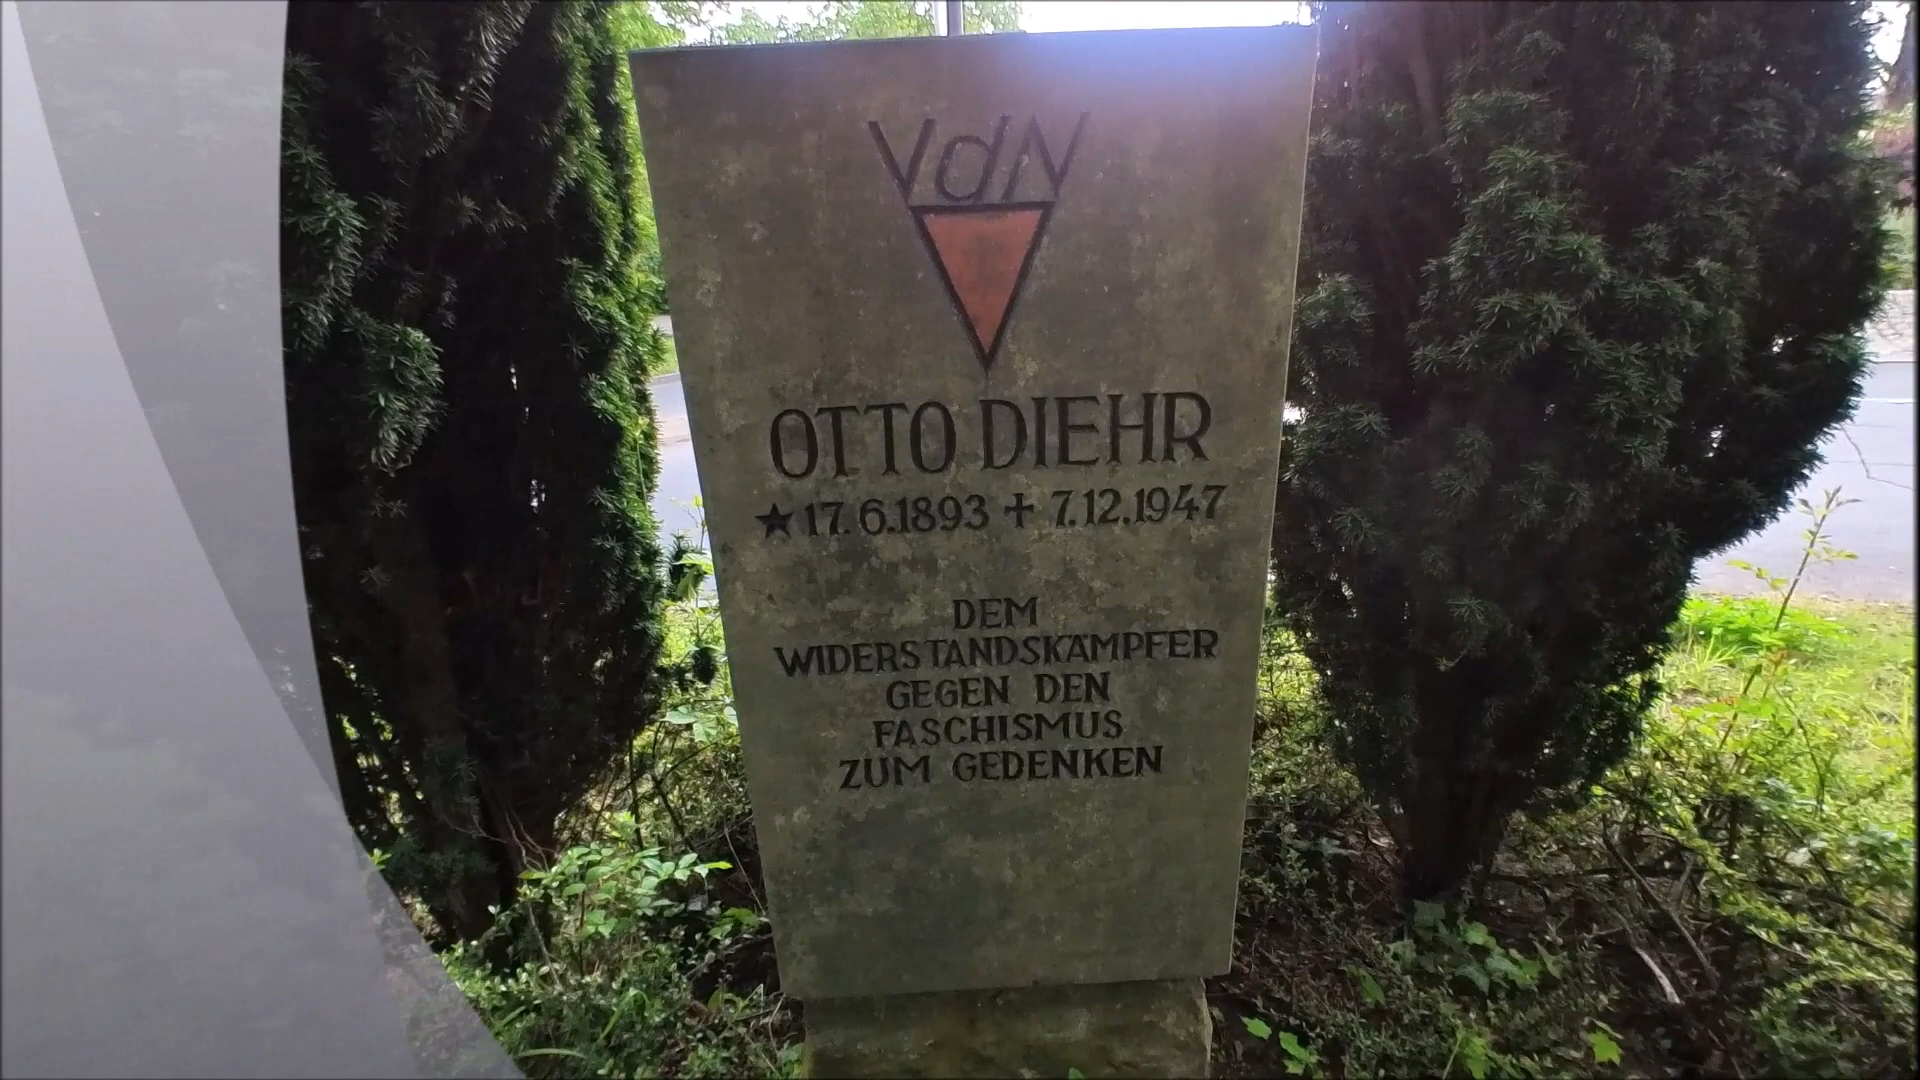 VdN
OTTO DIEHR
★ 17.6.1893 ✝ 7.12.1947
DEM
WIDERSTANDSKÄMPFER
GEGEN DEN
FASCHISMUS
ZUM GEDENKEN